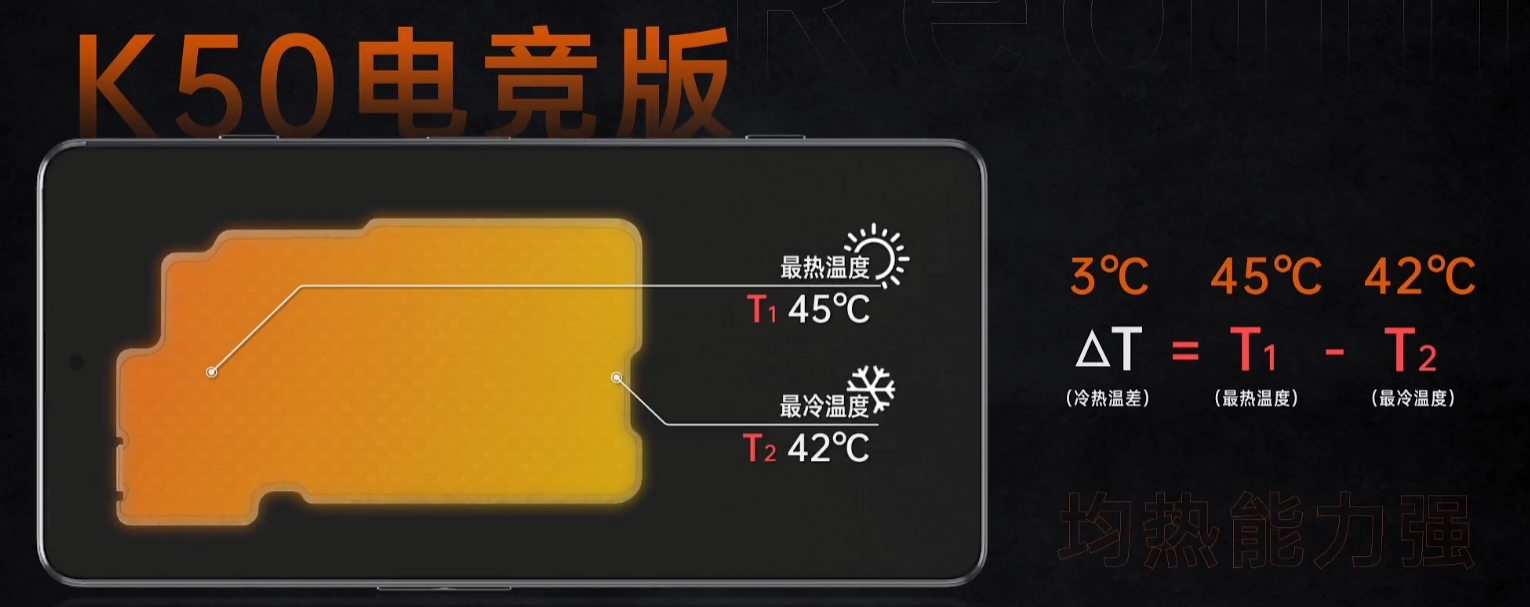 Redmi
K50电竞版
最热温度
T1 45℃
最冷温度
T2 42℃
3℃ 45℃ 42℃
ΔT = T1 - T2
(冷热温差) (最热温度) (最冷温度)
均热能力强